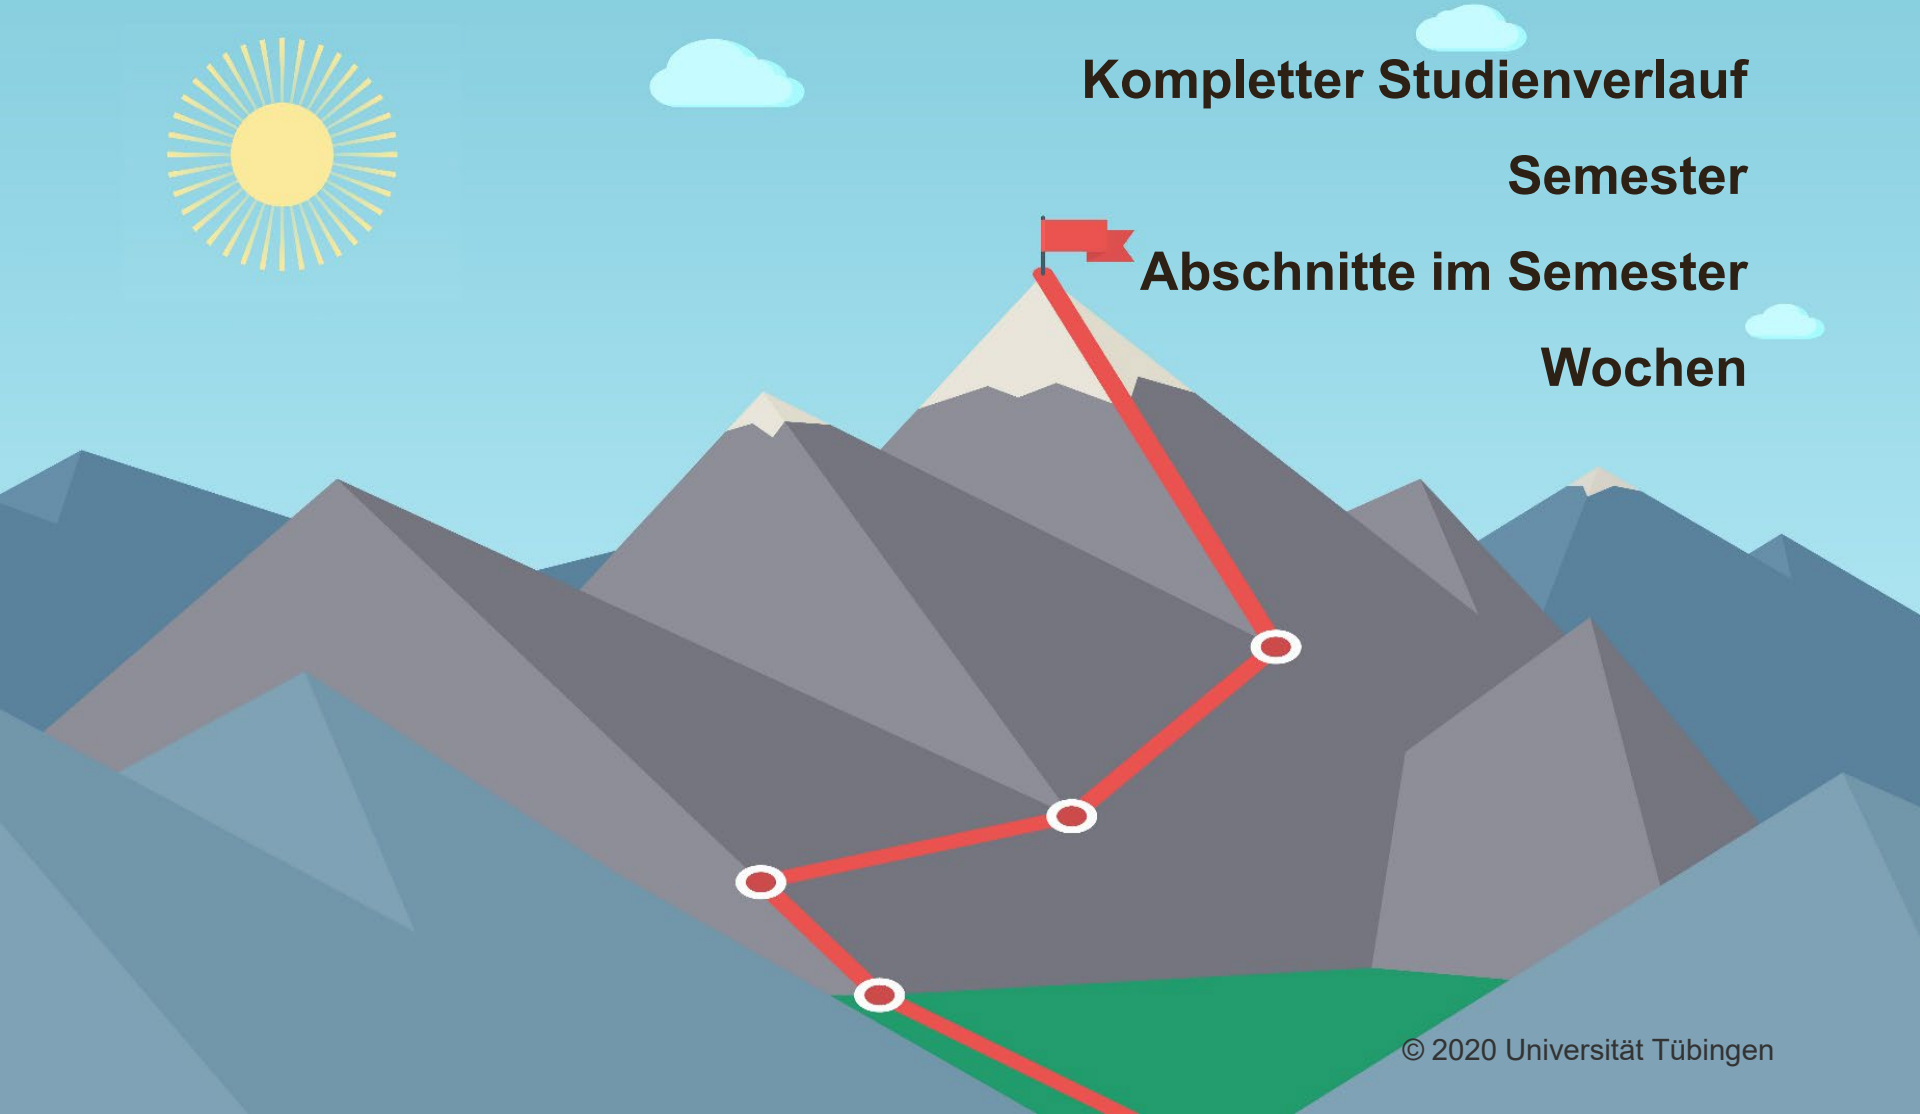 Kompletter Studienverlauf
Semester
Abschnitte im Semester
Wochen
© 2020 Universität Tübingen